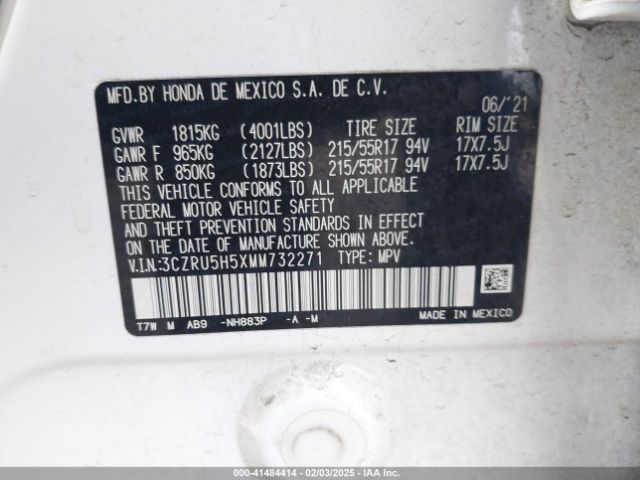 MFD.BY HONDA DE MEXICO S.A. DE C.V.
06/'21
GVWR 1815KG (4001LBS) TIRE SIZE RIM SIZE
GAWR F 965KG (2127LBS) 215/55R17 94V 17X7.5J
GAWR R 850KG (1873LBS) 215/55R17 94V 17X7.5J
THIS VEHICLE CONFORMS TO ALL APPLICABLE
FEDERAL MOTOR VEHICLE SAFETY
AND THEFT PREVENTION STANDARDS IN EFFECT
ON THE DATE OF MANUFACTURE SHOWN ABOVE.
V.I.N:3CZRU5H5XMM732271 TYPE: MPV
T7W M AB9 -NH883P -A -M
MADE IN MEXICO
#41484414 - 02/03/2025 - IAA Inc.